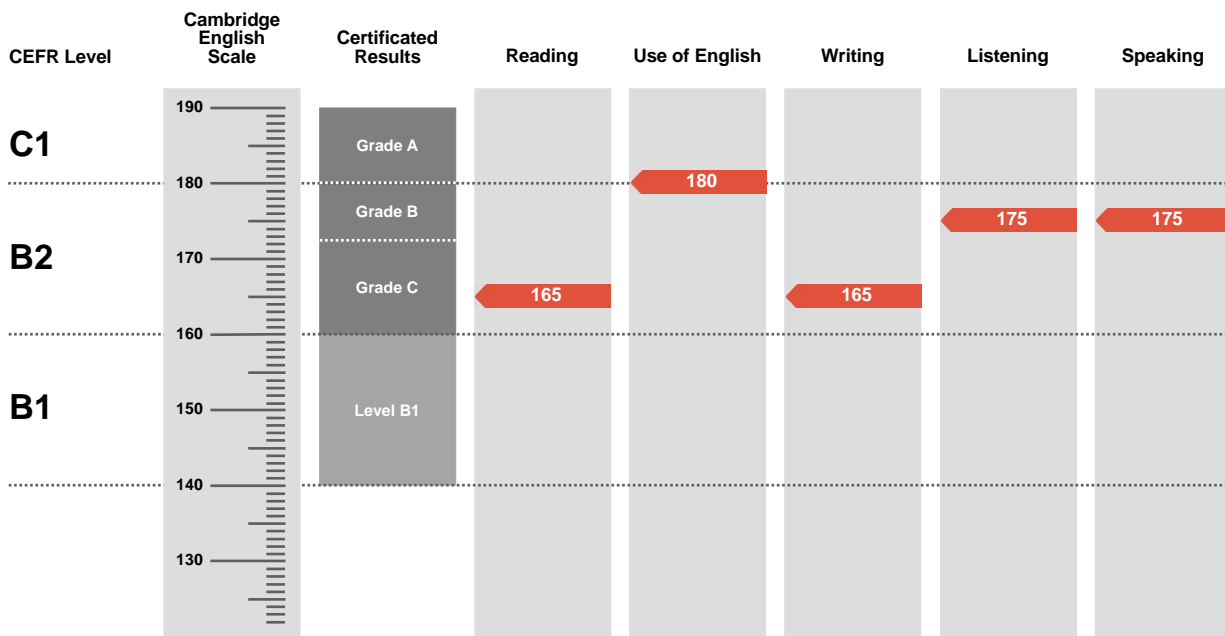 CEFR Level
Cambridge
English
Scale
Certificated
Results
Reading
Use of English
Writing
Listening
Speaking
190
C1
Grade A
180
180
Grade B
175
175
B2
170
Grade C
165
165
160
B1
150
Level B1
140
130